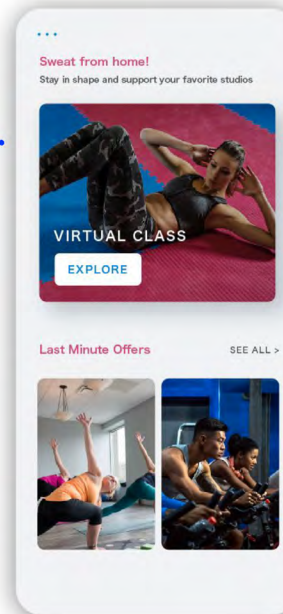 Sweat from home!
Stay in shape and support your favorite studios
VIRTUAL CLASS
EXPLORE
Last Minute Offers
SEE ALL >